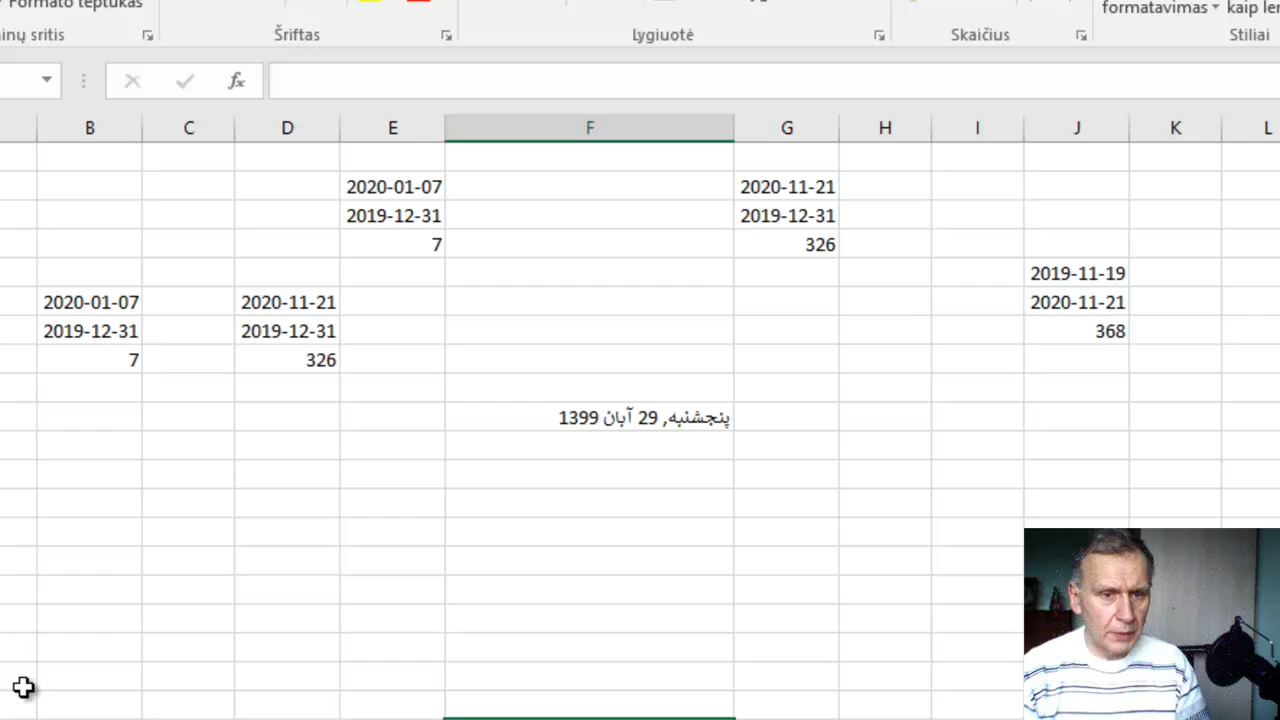 Formato teptukas
formatavimas kaip
inų sritis Šriftas Lygiuotė Skaičius Stiliai
fx
B C D E F G H I J K L
2020-01-07 2020-11-21
2019-12-31 2019-12-31
7 326
2019-11-19
2020-01-07 2020-11-21 2020-11-21
2019-12-31 2019-12-31 368
7 326
پنجشنبه, 29 آبان 1399